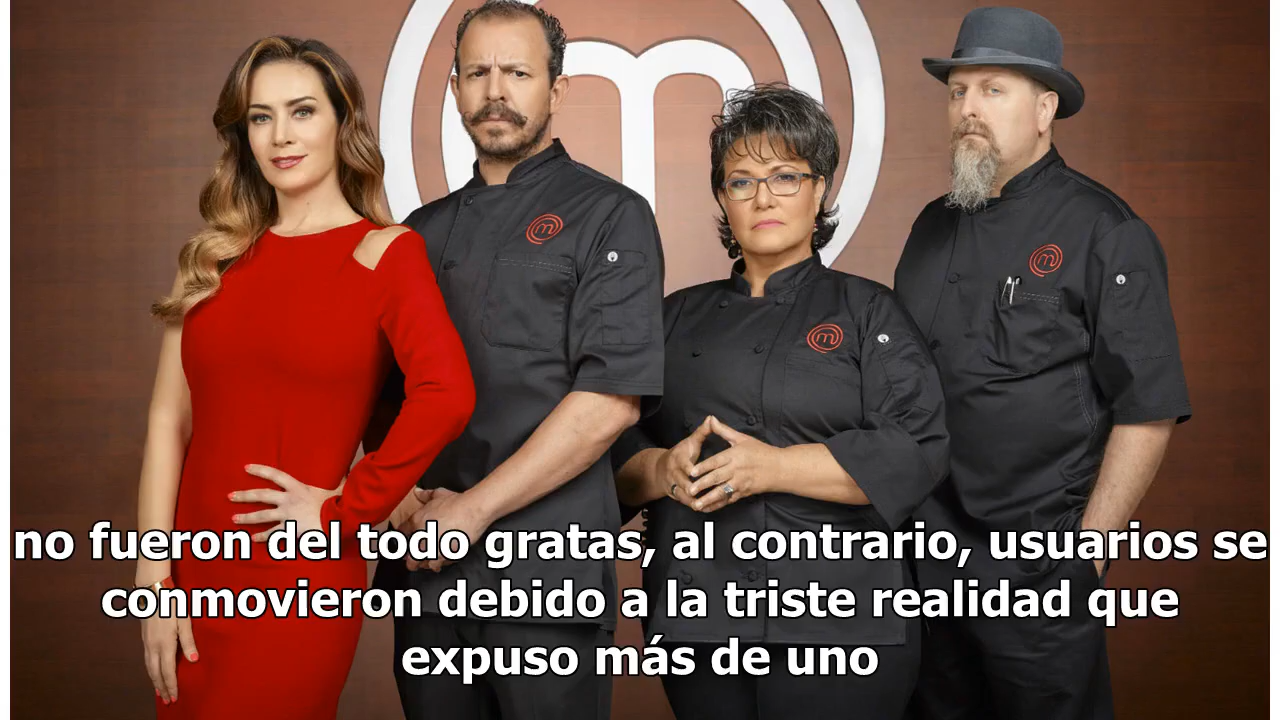 m
m
m
m
no fueron del todo gratas, al contrario, usuarios se
conmovieron debido a la triste realidad que
expuso más de uno